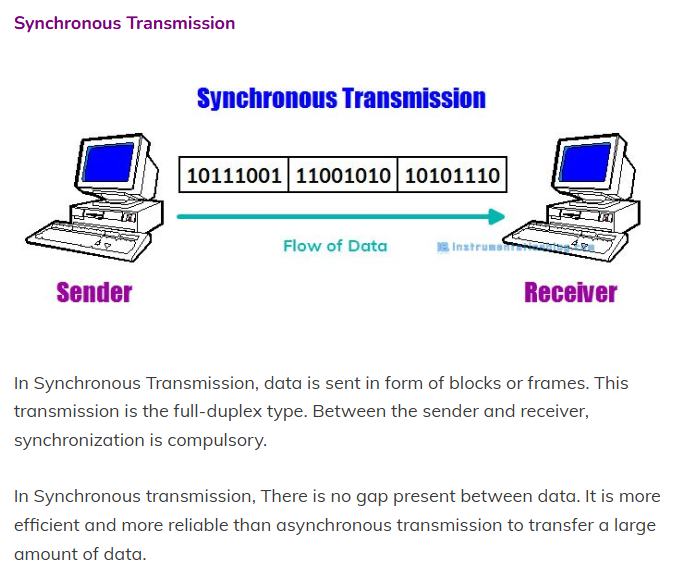 Synchronous Transmission
Synchronous Transmission
10111001 11001010 10101110
Flow of Data
Sender
Receiver
In Synchronous Transmission, data is sent in form of blocks or frames. This
transmission is the full-duplex type. Between the sender and receiver,
synchronization is compulsory.
In Synchronous transmission, There is no gap present between data. It is more
efficient and more reliable than asynchronous transmission to transfer a large
amount of data.